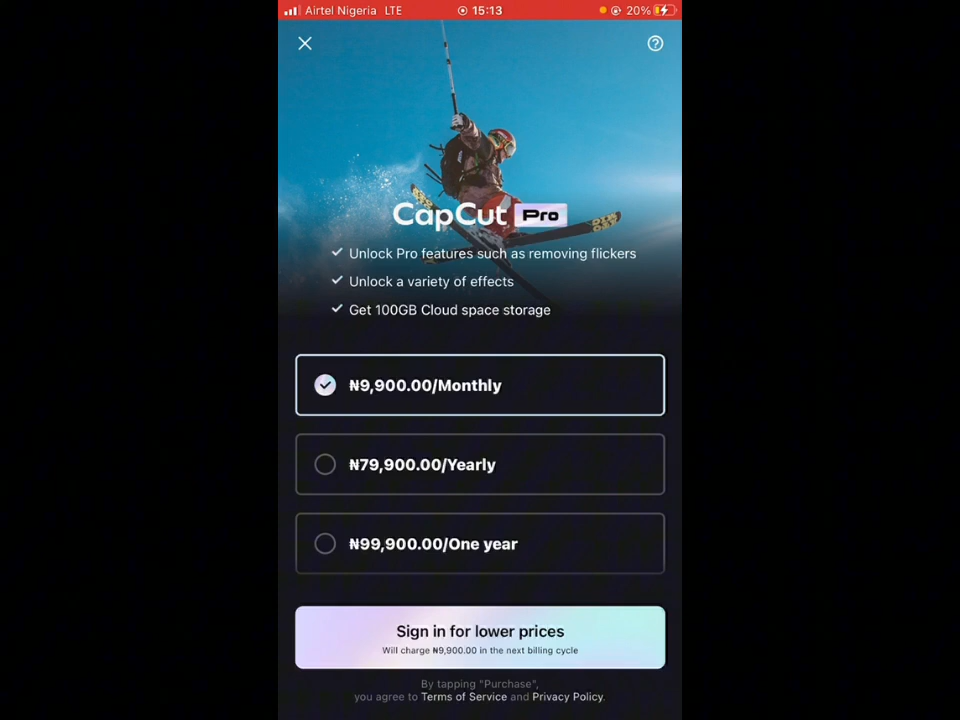 Airtel Nigeria LTE 15:13 20%
CapCut Pro
Unlock Pro features such as removing flickers
Unlock a variety of effects
Get 100GB Cloud space storage
₦9,900.00/Monthly
₦79,900.00/Yearly
₦99,900.00/One year
Sign in for lower prices
Will charge ₦9,900.00 in the next billing cycle
By tapping "Purchase",
you agree to Terms of Service and Privacy Policy.